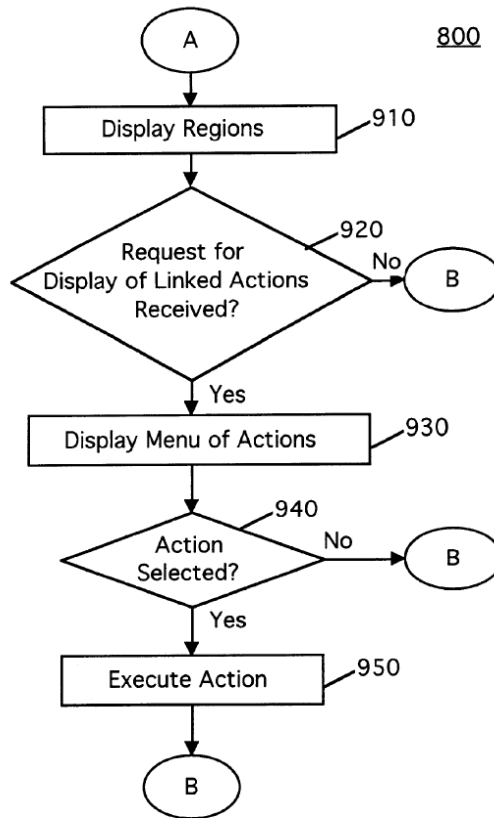 A
800
Display Regions
910
920
Request for
Display of Linked Actions
Received?
No
B
Yes
Display Menu of Actions
930
940
Action
Selected?
No
B
Yes
Execute Action
950
B